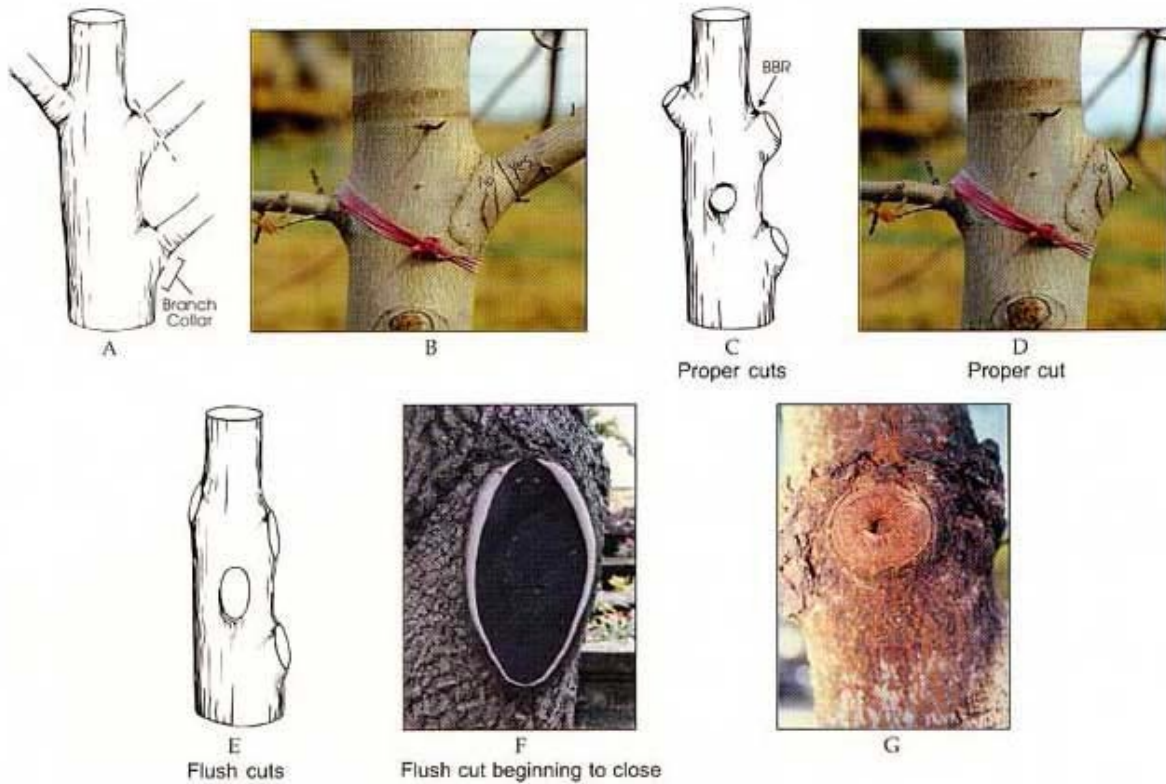 BBR
Branch
Collar
A
B
C
D
Proper cuts
Proper cut
E
F
G
Flush cuts
Flush cut beginning to close